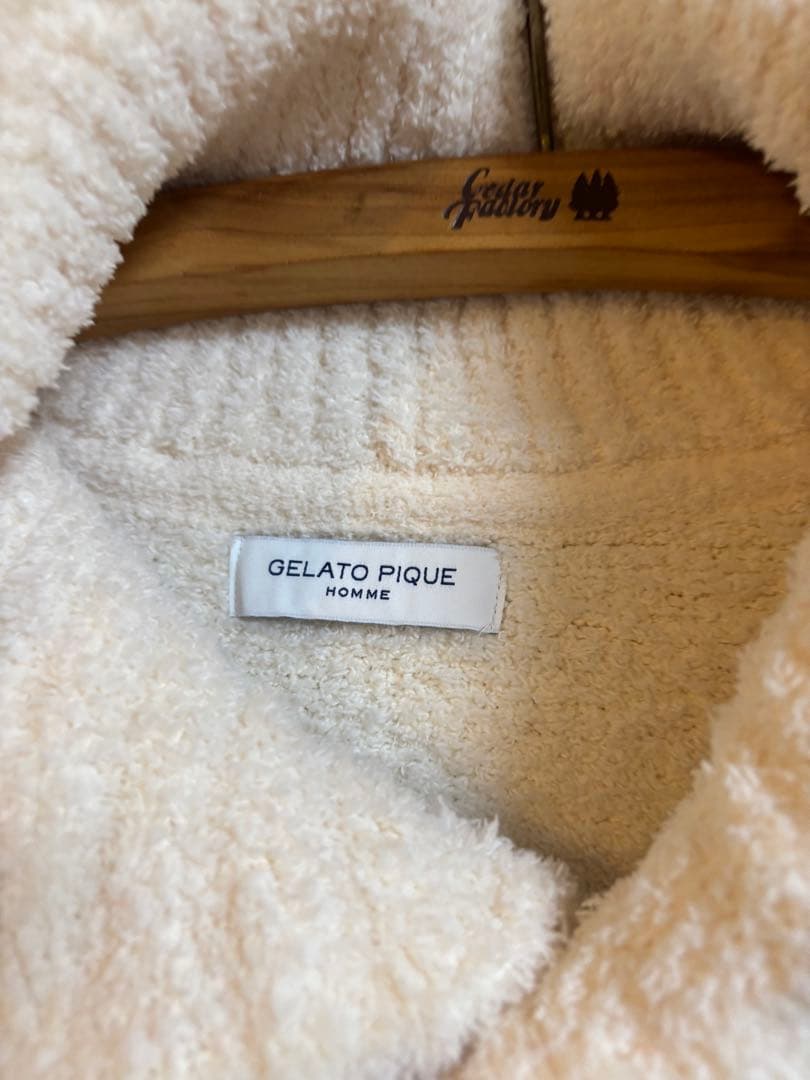 Cedar
Factory
GELATO PIQUE
HOMME